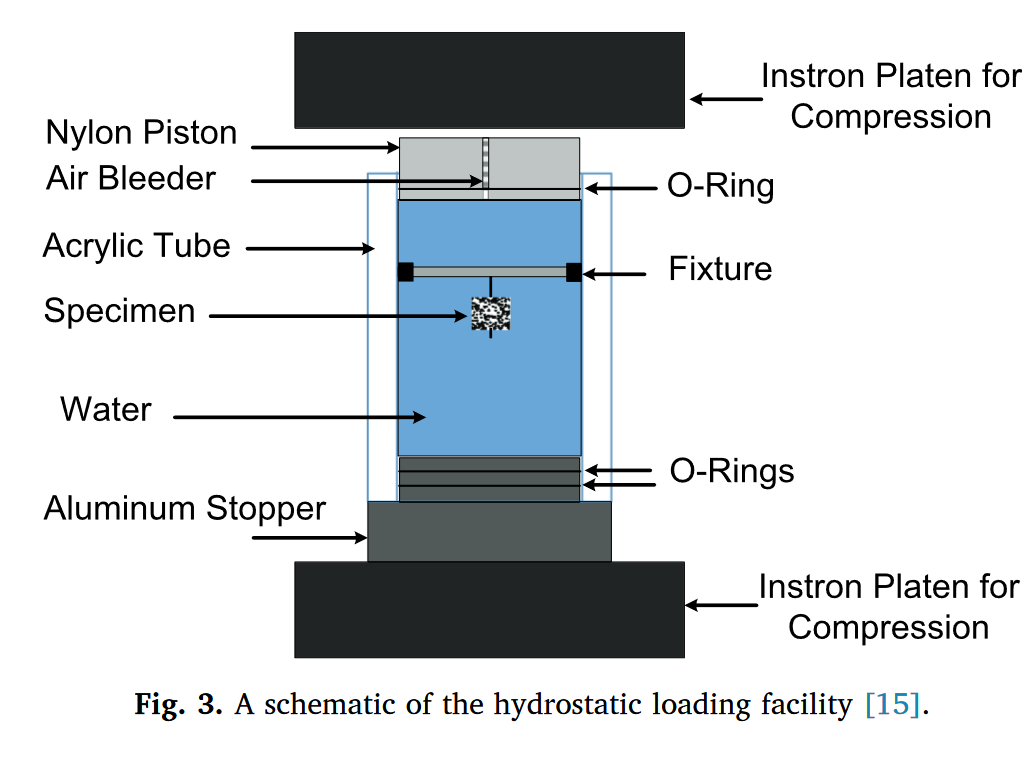 Instron Platen for
Compression
Nylon Piston
Air Bleeder
O-Ring
Acrylic Tube
Fixture
Specimen
Water
O-Rings
Aluminum Stopper
Instron Platen for
Compression
Fig. 3. A schematic of the hydrostatic loading facility [15].